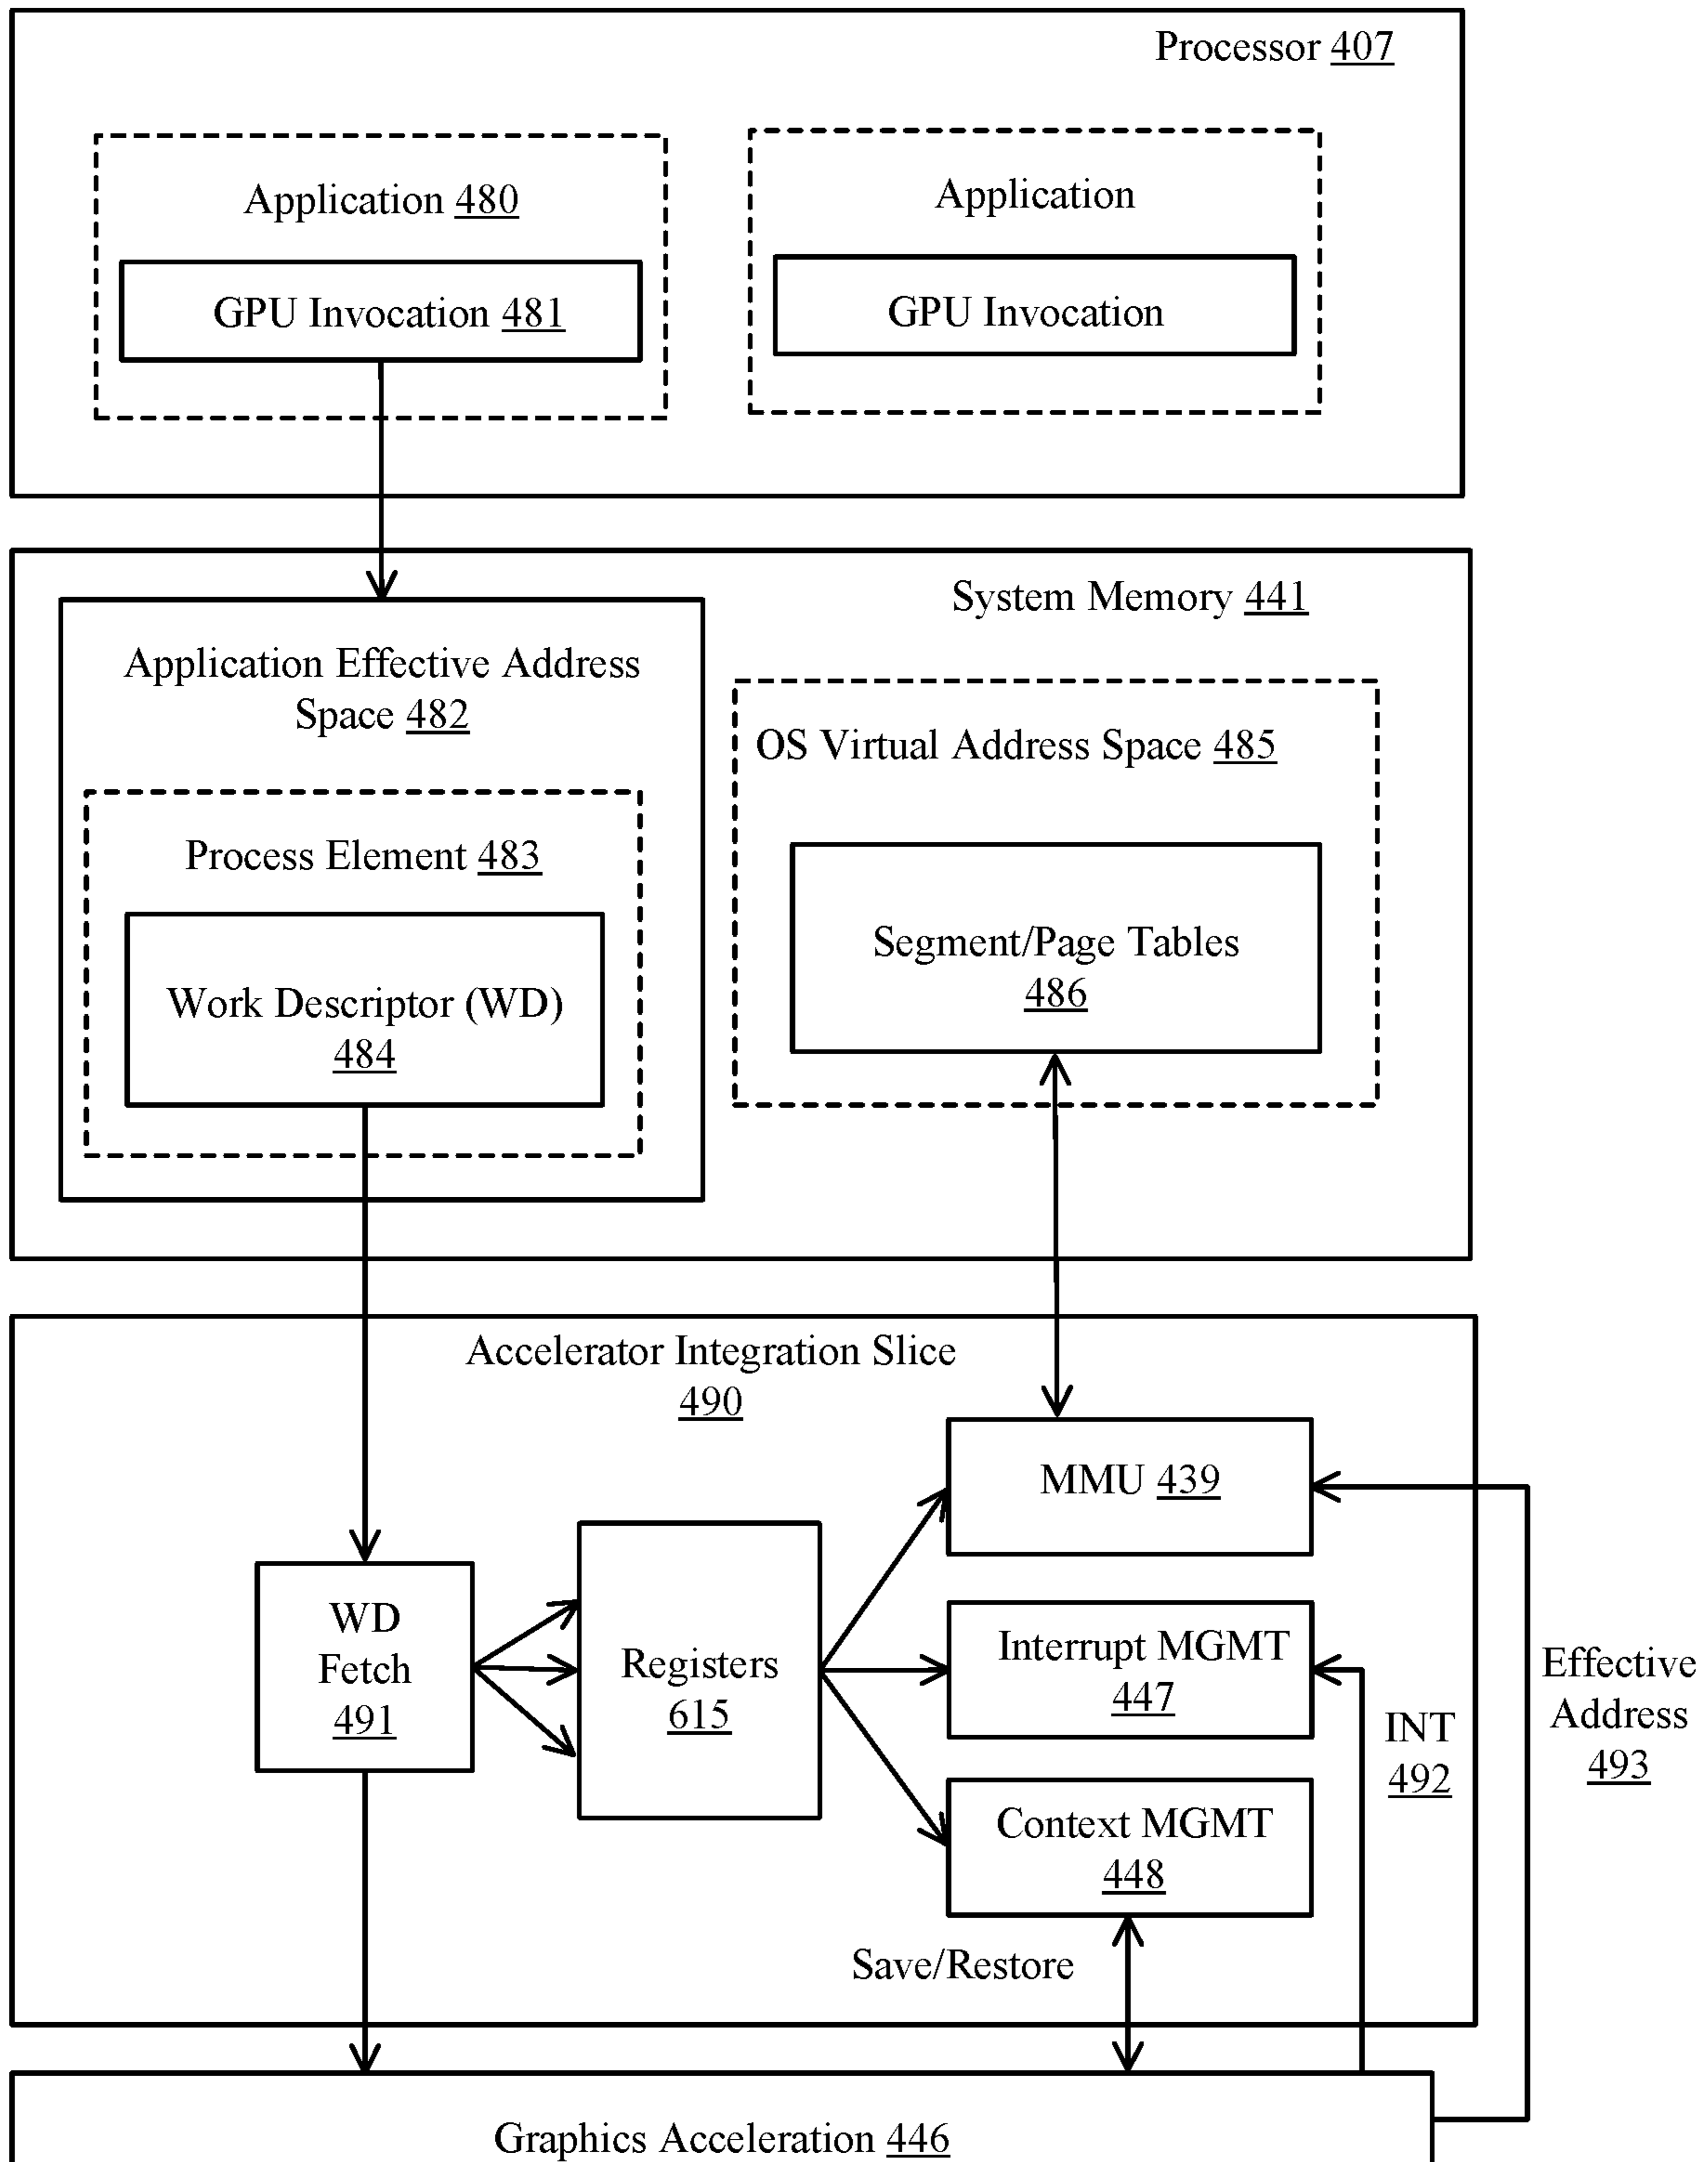 Processor 407
Application 480
Application
GPU Invocation 481
GPU Invocation
System Memory 441
Application Effective Address
Space 482
OS Virtual Address Space 485
Process Element 483
Segment/Page Tables
486
Work Descriptor (WD)
484
Accelerator Integration Slice
490
MMU 439
WD
Fetch
491
Registers
615
Interrupt MGMT
447
Effective
Address
493
INT
492
Context MGMT
448
Save/Restore
Graphics Acceleration 446